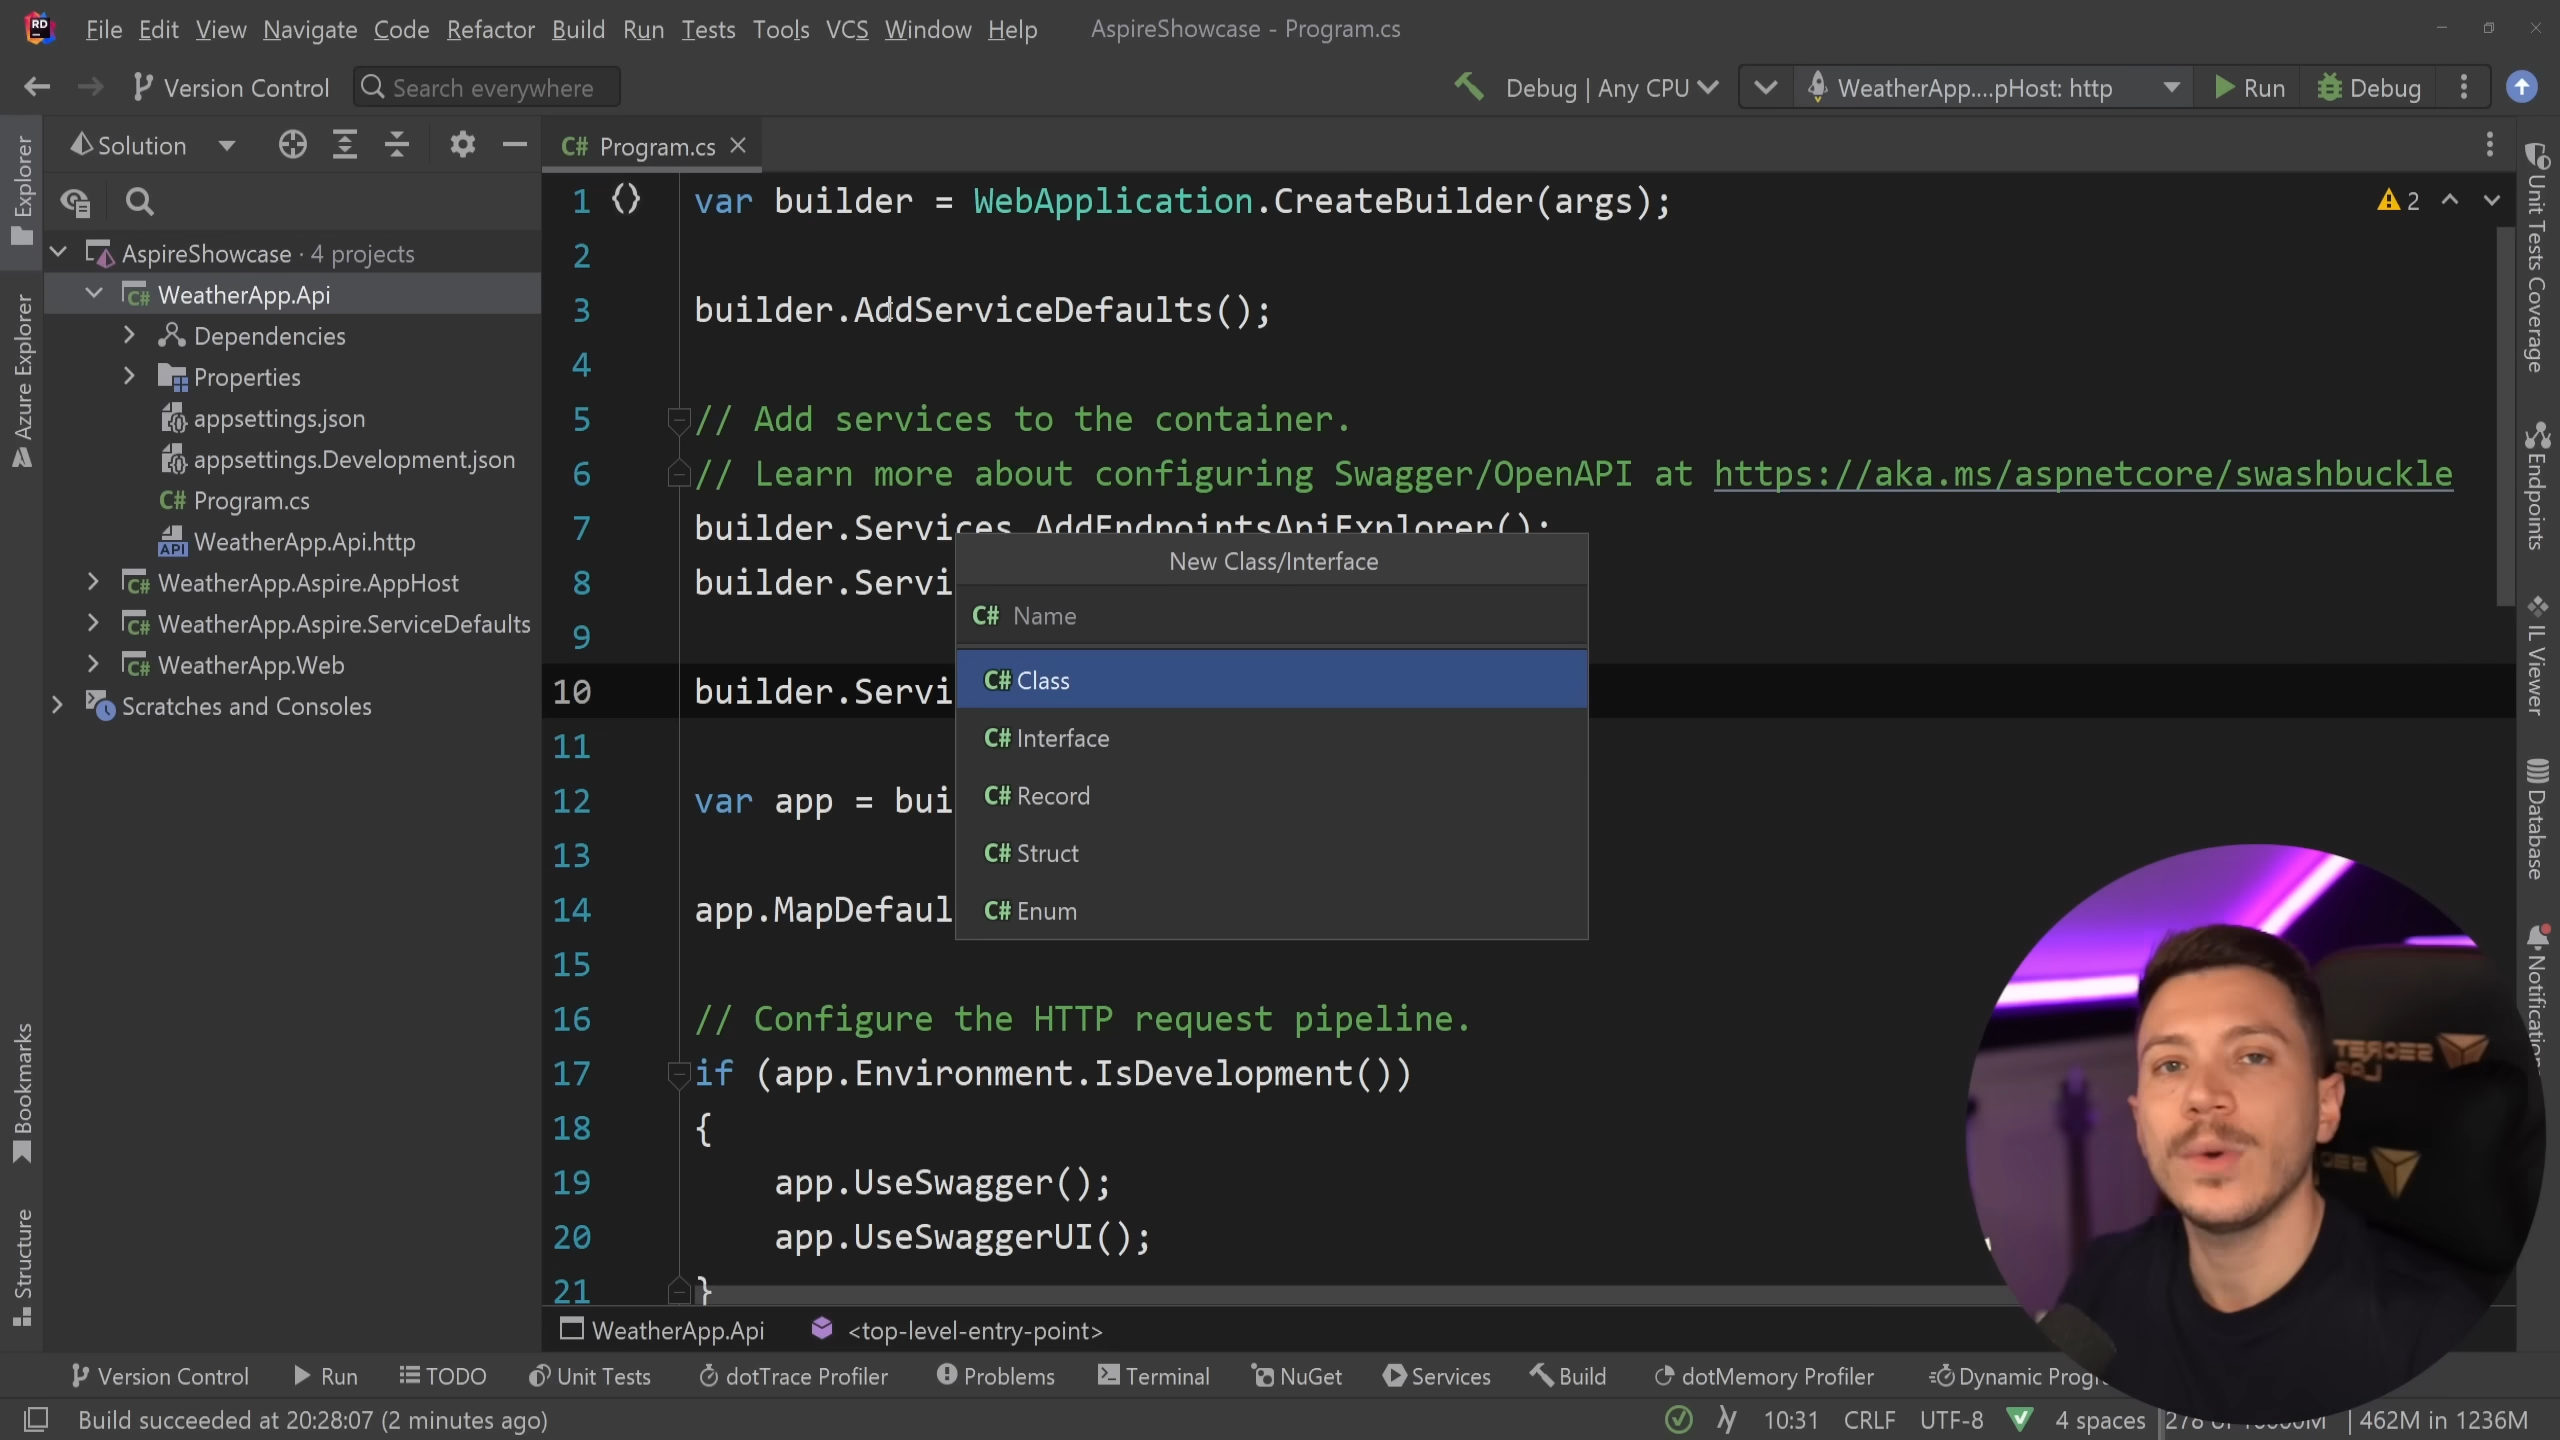 File Edit View Navigate Code Refactor Build Run Tests Tools VCS Window Help AspireShowcase - Program.cs
Version Control Search everywhere Debug | Any CPU WeatherApp....pHost: http Run Debug
Explorer
Azure Explorer
Bookmarks
Structure
Solution
AspireShowcase · 4 projects
WeatherApp.Api
Dependencies
Properties
appsettings.json
appsettings.Development.json
C# Program.cs
API WeatherApp.Api.http
C# WeatherApp.Aspire.AppHost
C# WeatherApp.Aspire.ServiceDefaults
C# WeatherApp.Web
Scratches and Consoles
C# Program.cs
1 {} var builder = WebApplication.CreateBuilder(args); 2
2
3 builder.AddServiceDefaults();
4
5 // Add services to the container.
6 // Learn more about configuring Swagger/OpenAPI at https://aka.ms/aspnetcore/swashbuckle
7 builder.Services.AddEndpointsApiExplorer();
8 builder.Servi
9
10 builder.Servi
11
12 var app = bui
13
14 app.MapDefaul
15
16 // Configure the HTTP request pipeline.
17 if (app.Environment.IsDevelopment())
18 {
19 app.UseSwagger();
20 app.UseSwaggerUI();
21 }
New Class/Interface
C# Name
C# Class
C# Interface
C# Record
C# Struct
C# Enum
Unit Tests Coverage
Endpoints
IL Viewer
Database
SECRET
WeatherApp.Api <top-level-entry-point>
Version Control Run TODO Unit Tests dotTrace Profiler Problems Terminal NuGet Services Build dotMemory Profiler Dynamic Progr
Build succeeded at 20:28:07 (2 minutes ago) 10:31 CRLF UTF-8 4 spaces 462M in 1236M